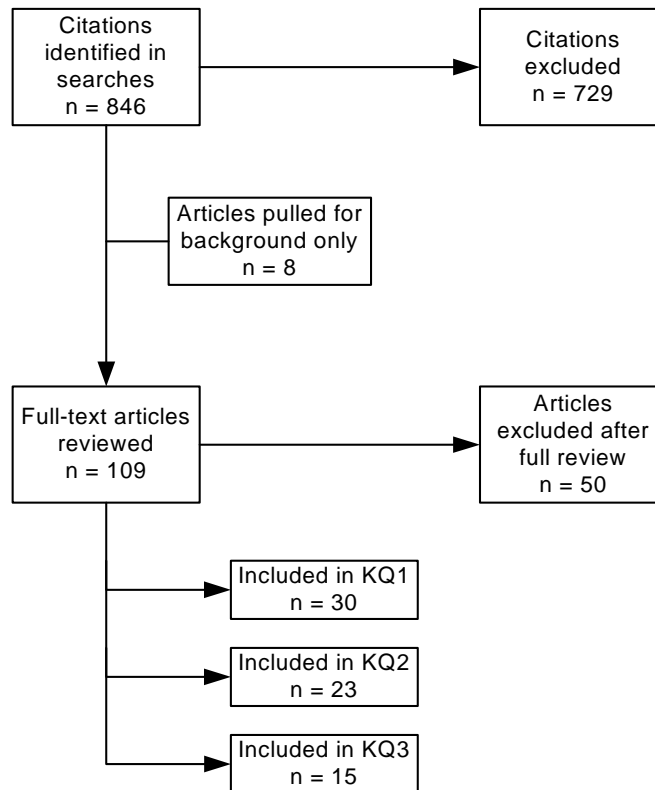 Citations
identified in
searches
n = 846
Citations
excluded
n = 729
Articles pulled for
background only
n = 8
Full-text articles
reviewed
n = 109
Articles
excluded after
full review
n = 50
Included in KQ1
n = 30
Included in KQ2
n = 23
Included in KQ3
n = 15